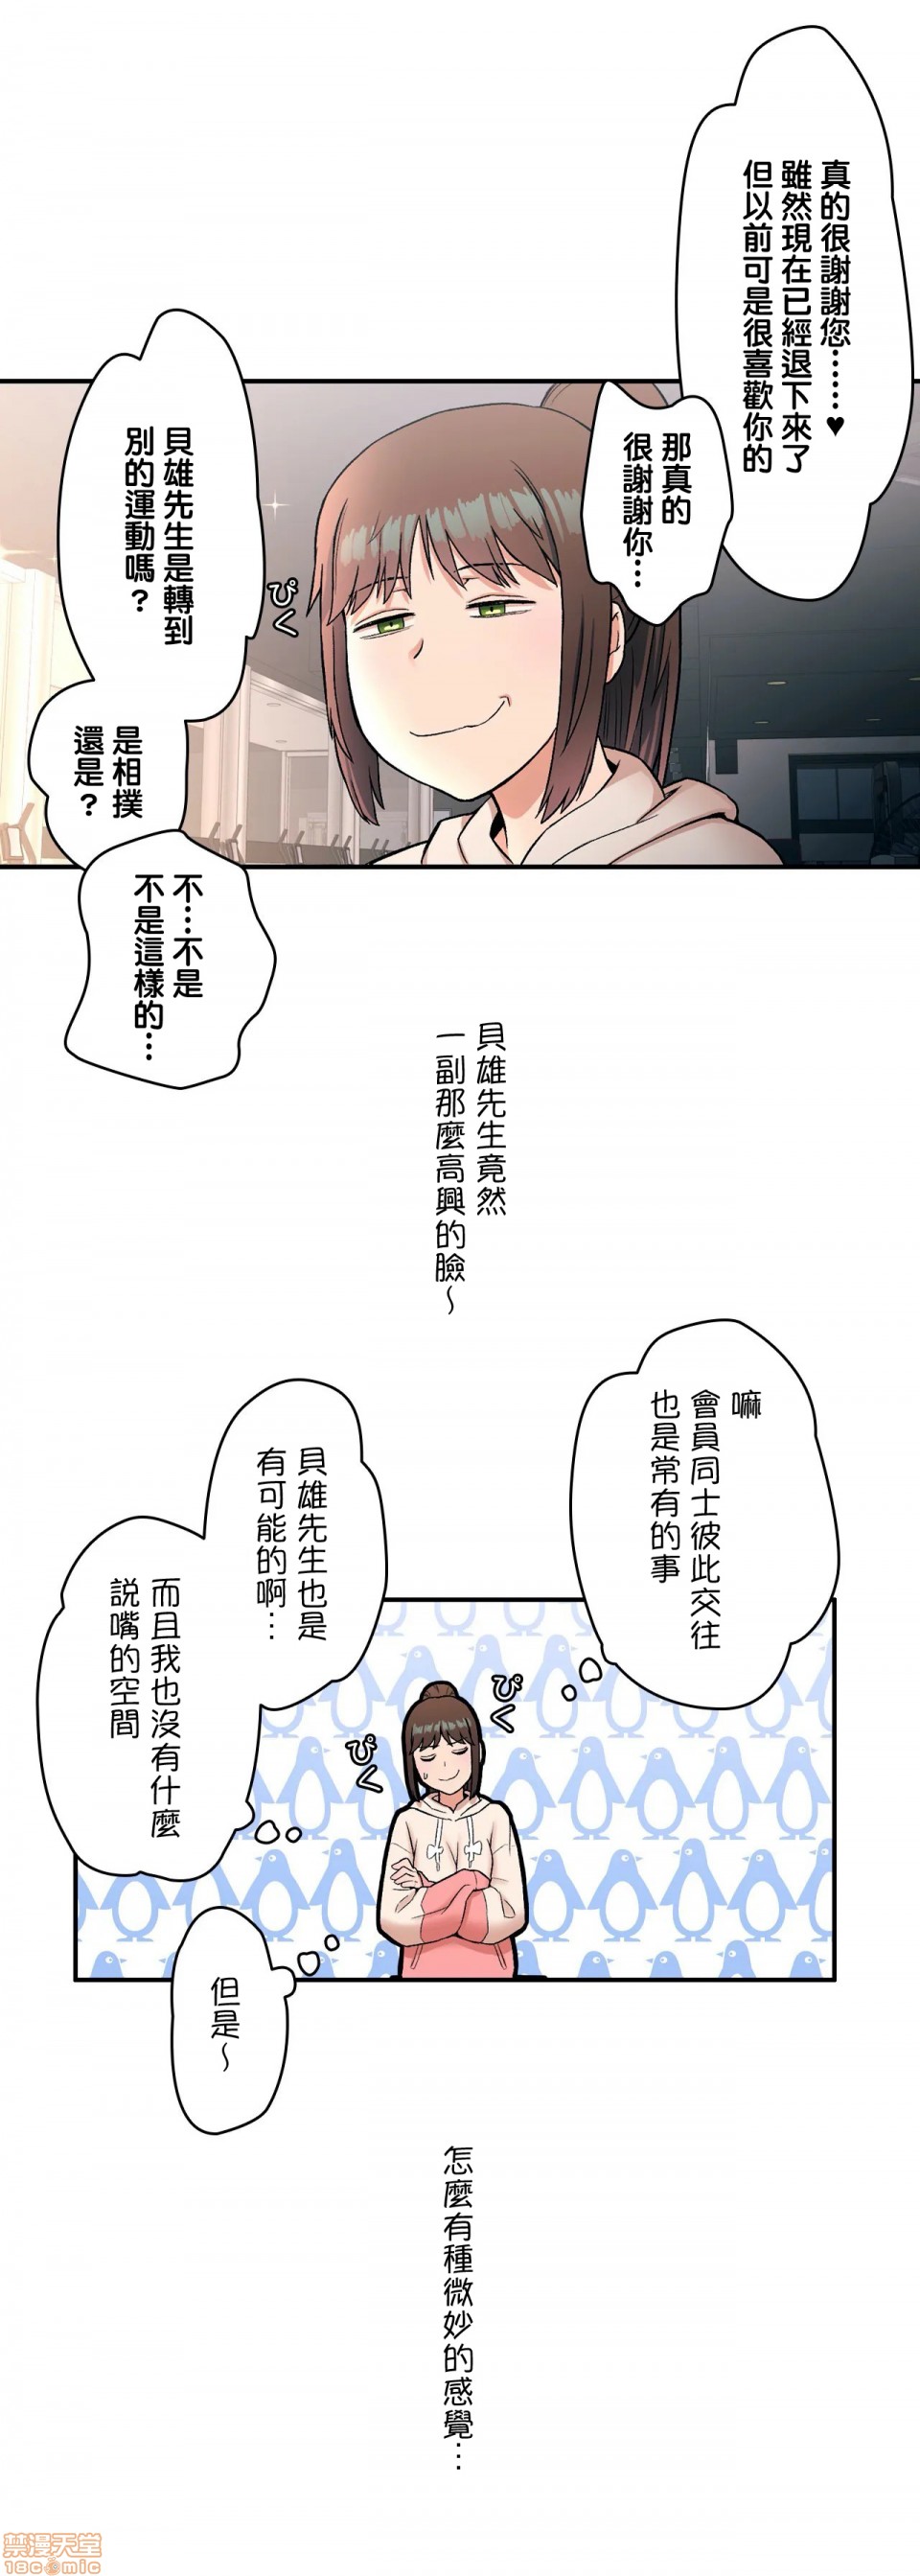 真的很謝謝您……♥
雖然現在已經退下來了
但以前可是很喜歡你的
那真的
很謝謝你…
貝雄先生是轉到
別的運動嗎？
ぴく
是相撲
還是？
不…不是
不是這樣的…
貝雄先生竟然
一副那麼高興的臉～
嘛
會員同士彼此交往
也是常有的事
貝雄先生也是
有可能的啊…
而且我也沒有什麼
說嘴的空間
ぴく
ぴく
但是～
怎麼有種微妙的感覺…
禁漫天堂
18comic